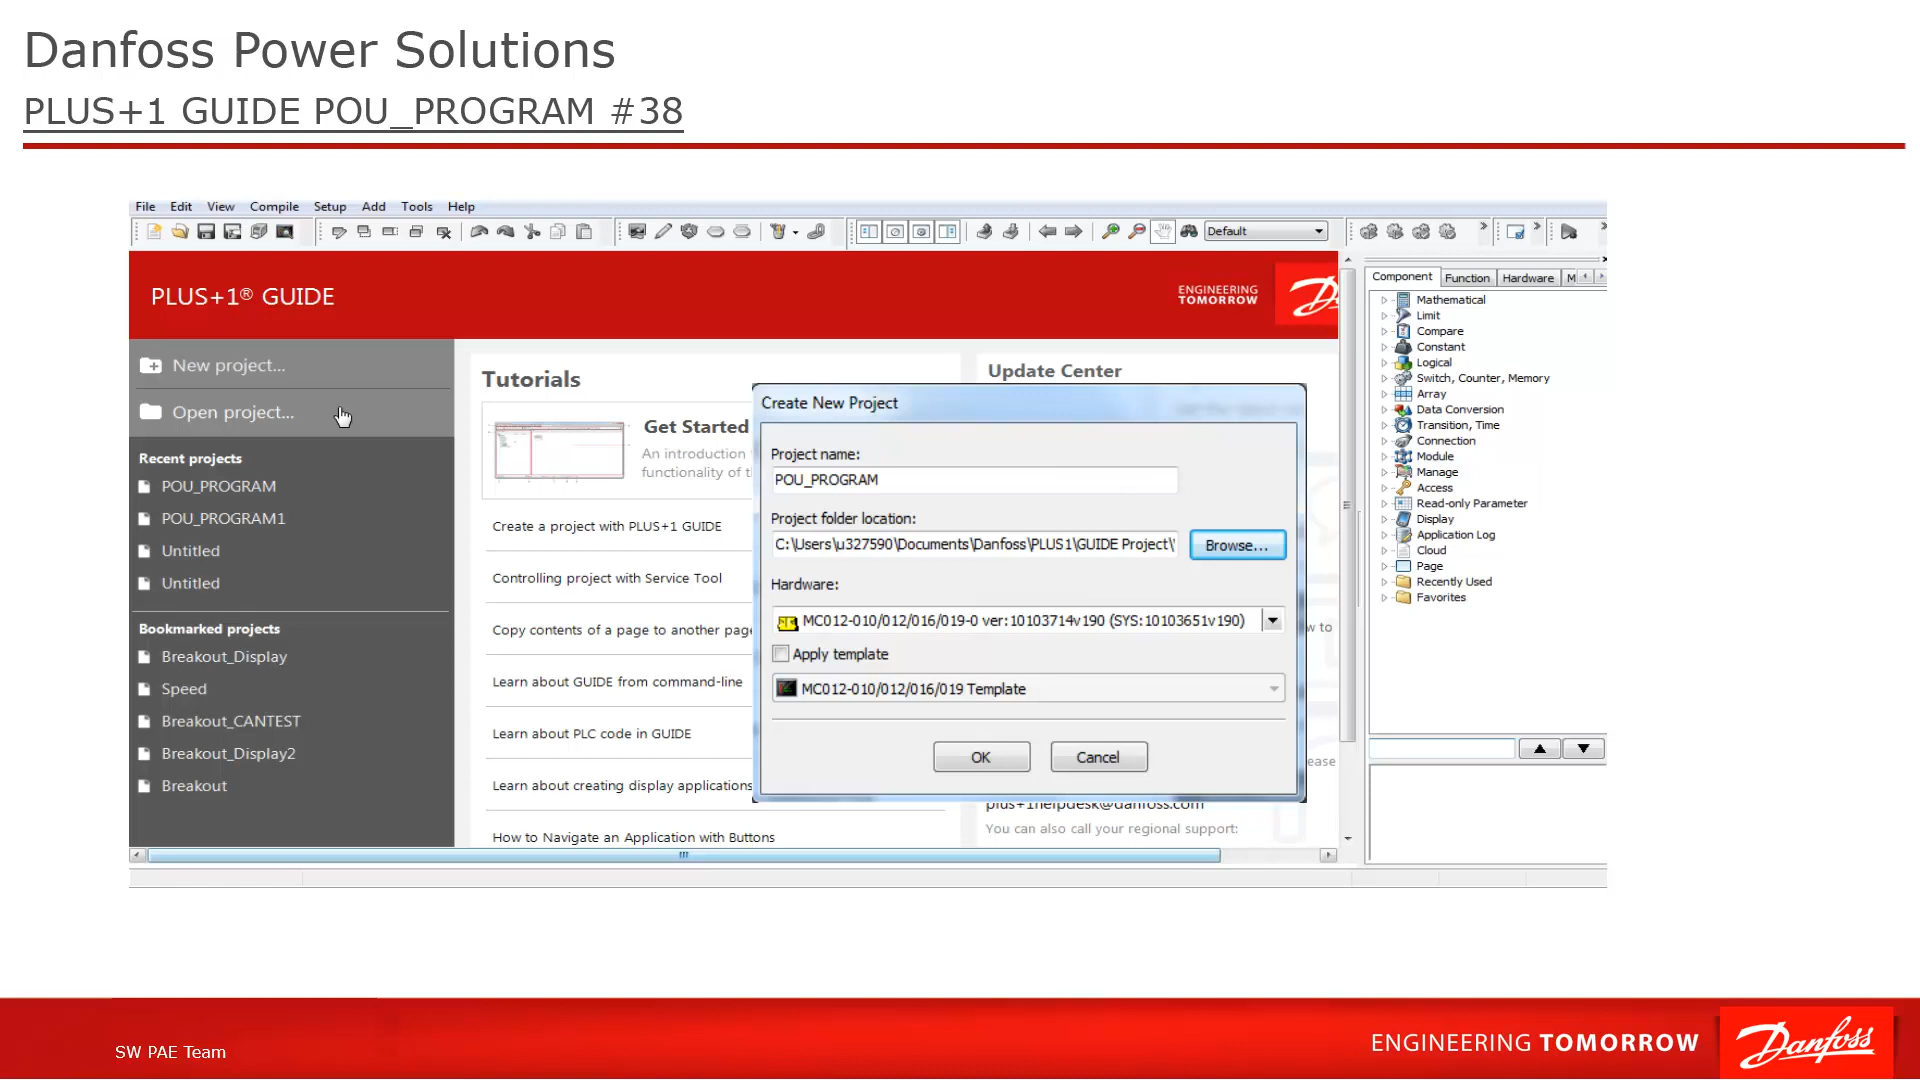 Danfoss Power Solutions
PLUS+1 GUIDE POU_PROGRAM #38
File Edit View Compile Setup Add Tools Help
Default
PLUS+1® GUIDE
ENGINEERING
TOMORROW
New project...
Open project...
Recent projects
POU_PROGRAM
POU_PROGRAM1
Untitled
Untitled
Bookmarked projects
Breakout_Display
Speed
Breakout_CANTEST
Breakout_Display2
Breakout
Tutorials
Get Started
An introduction
functionality of
Create a project with PLUS+1 GUIDE
Controlling project with Service Tool
Copy contents of a page to another page
Learn about GUIDE from command-line
Learn about PLC code in GUIDE
Learn about creating display applications
How to Navigate an Application with Buttons
Update Center
Create New Project
Project name:
POU_PROGRAM
Project folder location:
C:\Users\u327590\Documents\Danfoss\PLUS1\GUIDE Project\
Browse...
Hardware:
MC012-010/012/016/019-0 ver:10103714v190 (SYS:10103651v190)
Apply template
MC012-010/012/016/019 Template
OK Cancel
to
plus+1helpdesk@danfoss.com
You can also call your regional support:
Component Function Hardware M
Mathematical
Limit
Compare
Constant
Logical
Switch, Counter, Memory
Array
Data Conversion
Transition, Time
Connection
Module
Manage
Access
Read-only Parameter
Display
Application Log
Cloud
Page
Recently Used
Favorites
SW PAE Team
ENGINEERING TOMORROW
Danfoss